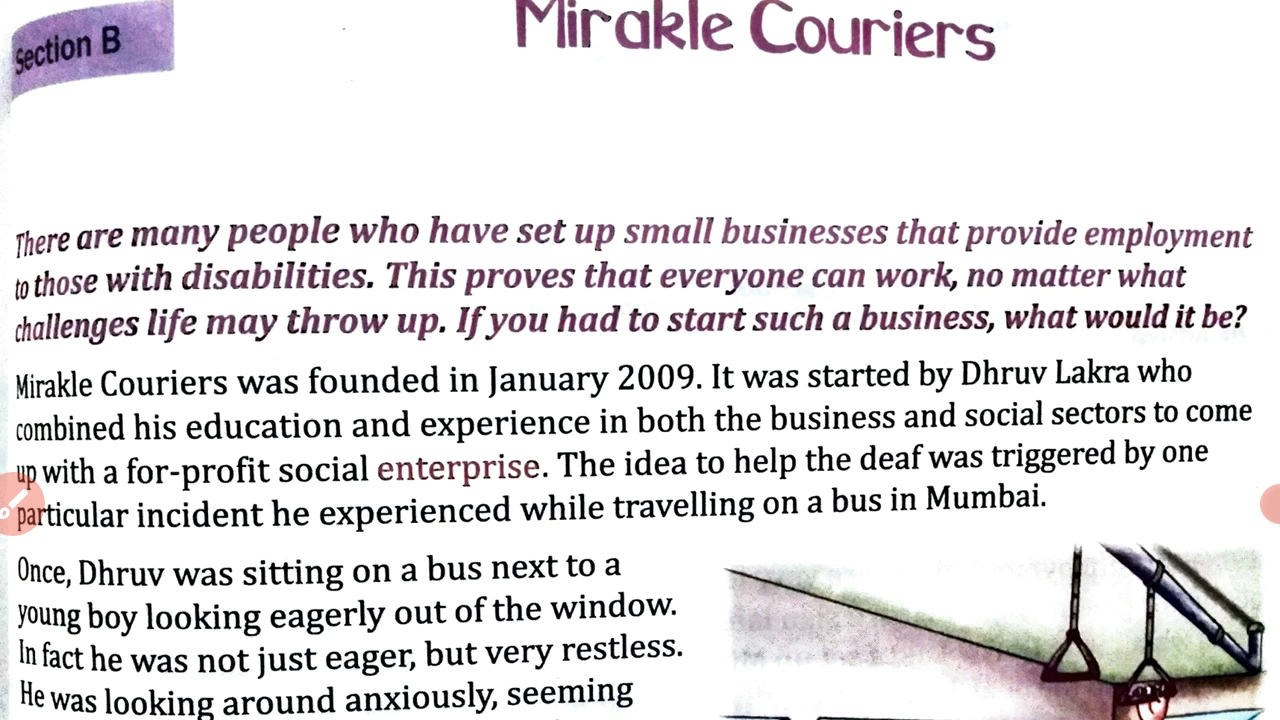 Section B
Mirakle Couriers
There are many people who have set up small businesses that provide employment
to those with disabilities. This proves that everyone can work, no matter what
challenges life may throw up. If you had to start such a business, what would it be?
Mirakle Couriers was founded in January 2009. It was started by Dhruv Lakra who
combined his education and experience in both the business and social sectors to come
up with a for-profit social enterprise. The idea to help the deaf was triggered by one
particular incident he experienced while travelling on a bus in Mumbai.
Once, Dhruv was sitting on a bus next to a
young boy looking eagerly out of the window.
In fact he was not just eager, but very restless.
He was looking around anxiously, seeming